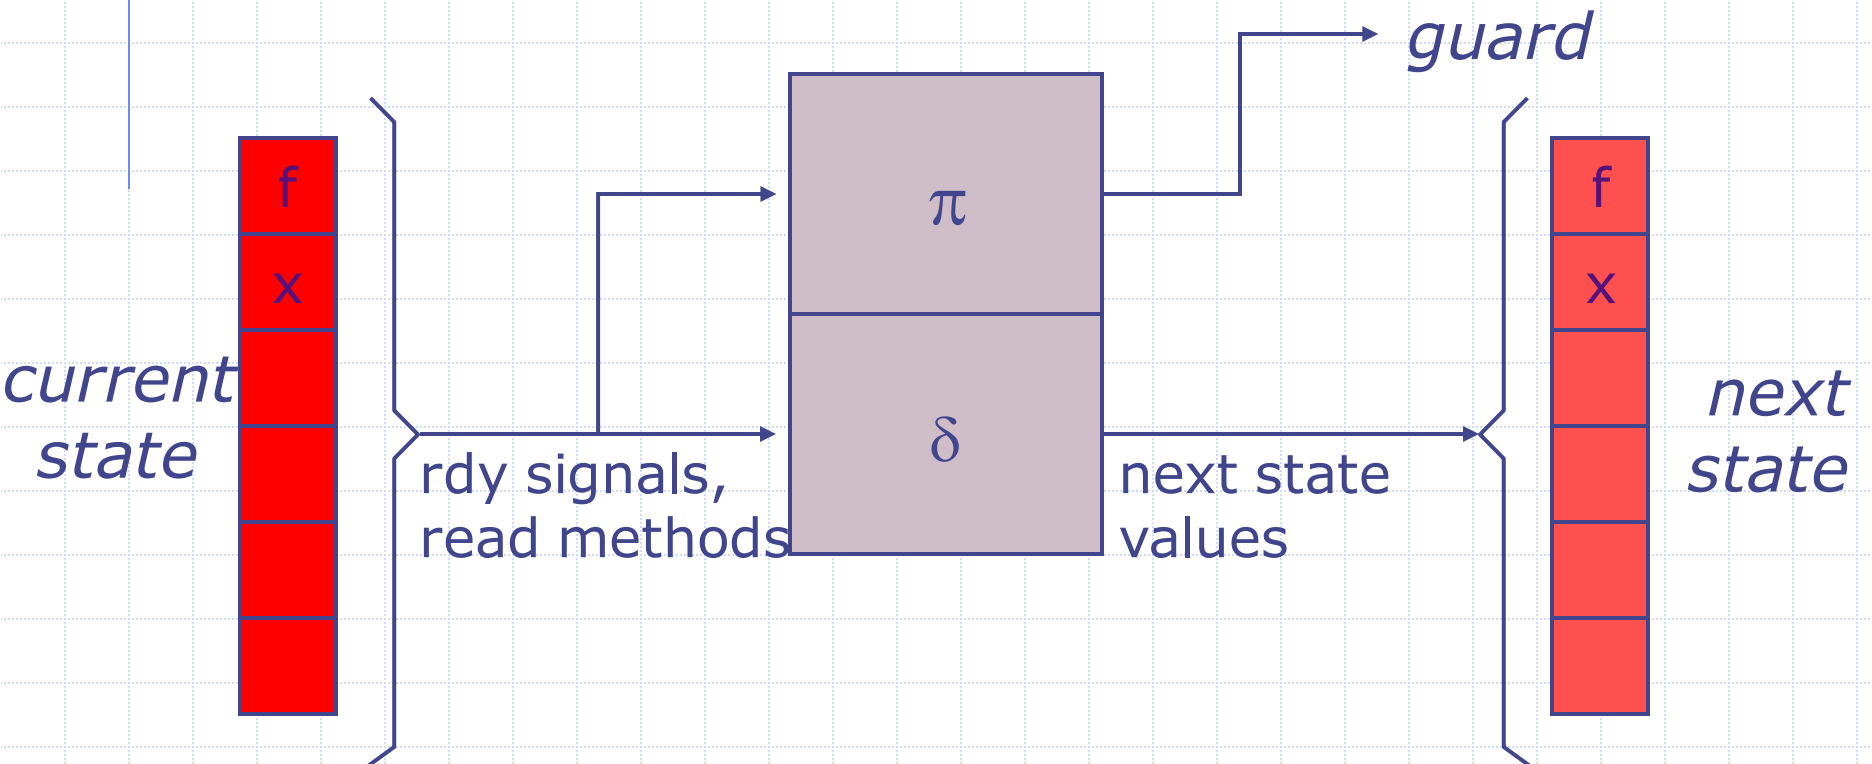 guard
f
x
π
f
x
current
state
rdy signals,
read methods
δ
next state
values
next
state